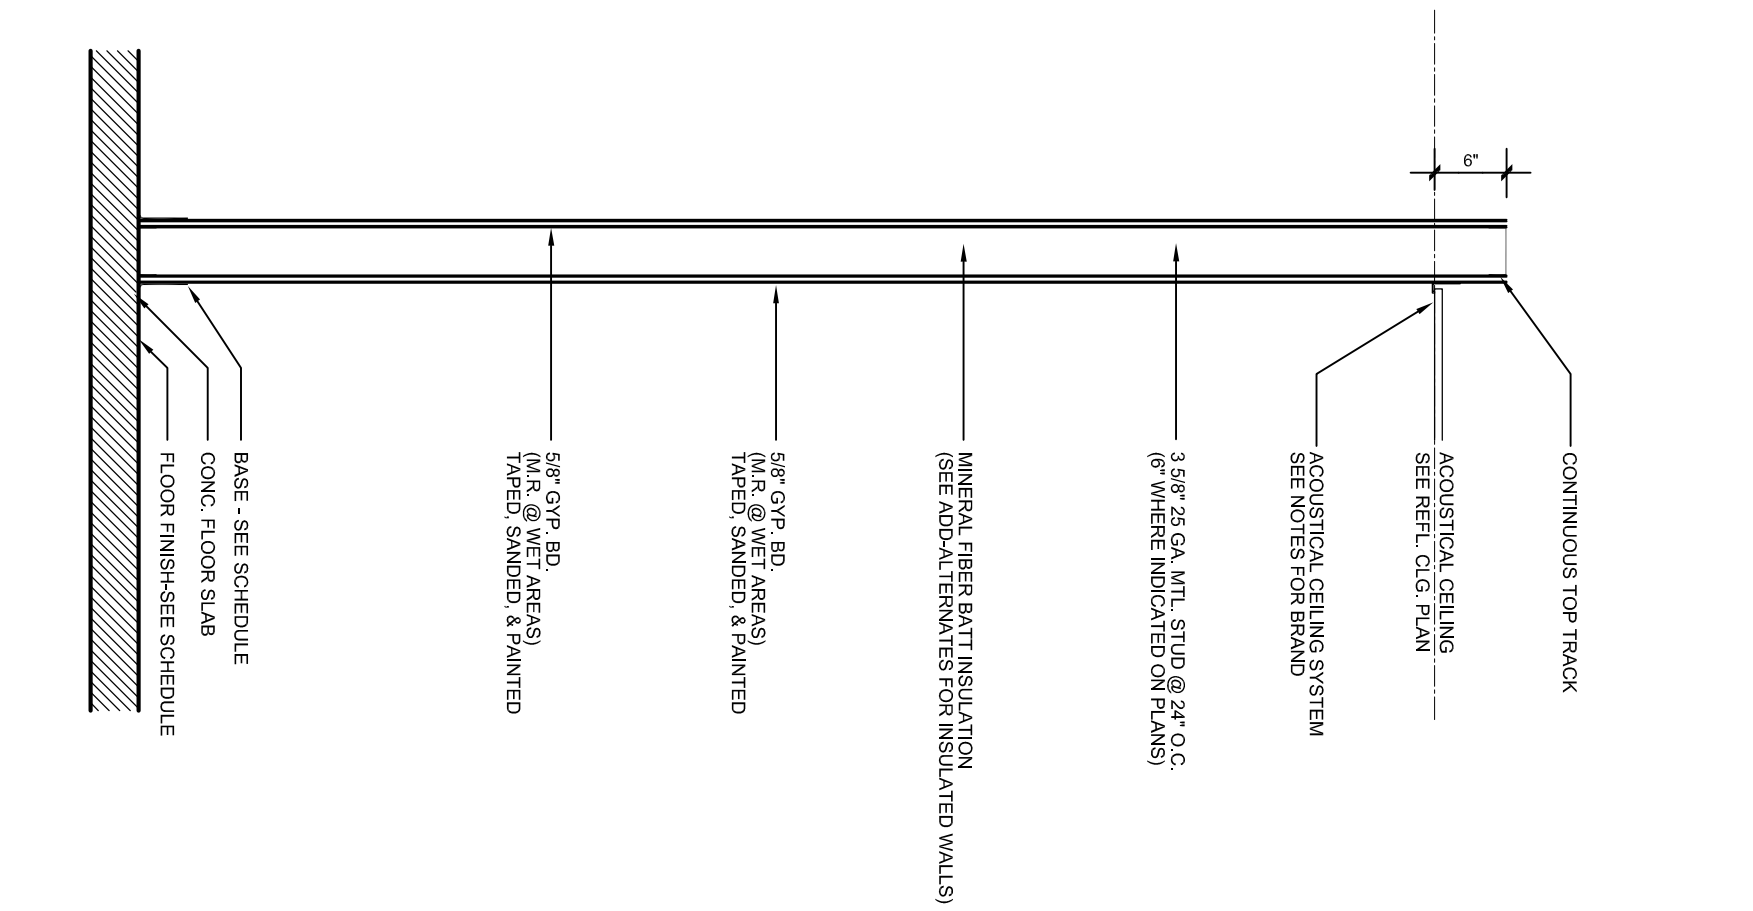 6"
CONTINUOUS TOP TRACK
ACOUSTICAL CEILING
SEE REFL. CLG. PLAN
ACOUSTICAL CEILING SYSTEM
SEE NOTES FOR BRAND
3 5/8" 25 GA. MTL. STUD @ 24" O.C.
(6" WHERE INDICATED ON PLANS)
MINERAL FIBER BATT INSULATION
(SEE ADD-ALTERNATES FOR INSULATED WALLS)
5/8" GYP. BD.
(M.R. @ WET AREAS)
TAPED, SANDED, & PAINTED
5/8" GYP. BD.
(M.R. @ WET AREAS)
TAPED, SANDED, & PAINTED
BASE - SEE SCHEDULE
CONC. FLOOR SLAB
FLOOR FINISH-SEE SCHEDULE